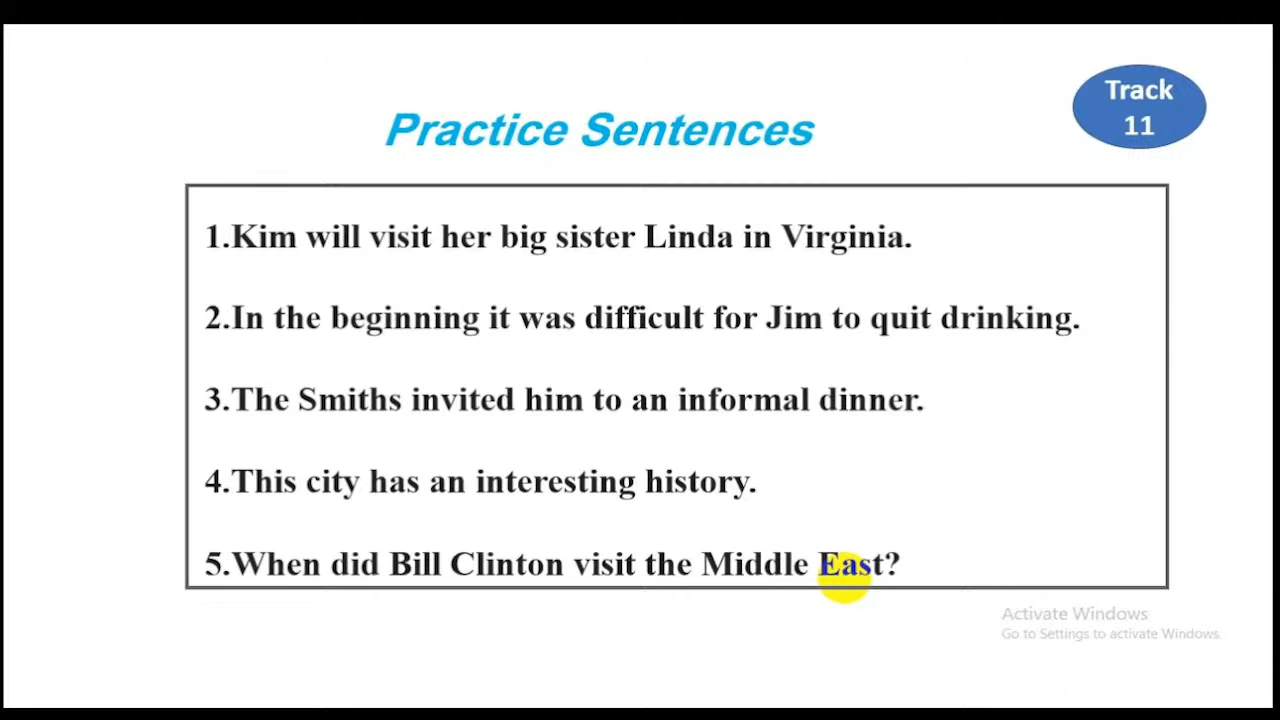 Track
11
Practice Sentences
1.Kim will visit her big sister Linda in Virginia.
2.In the beginning it was difficult for Jim to quit drinking.
3.The Smiths invited him to an informal dinner.
4.This city has an interesting history.
5.When did Bill Clinton visit the Middle East?
Activate Windows
Go to Settings to activate Windows.